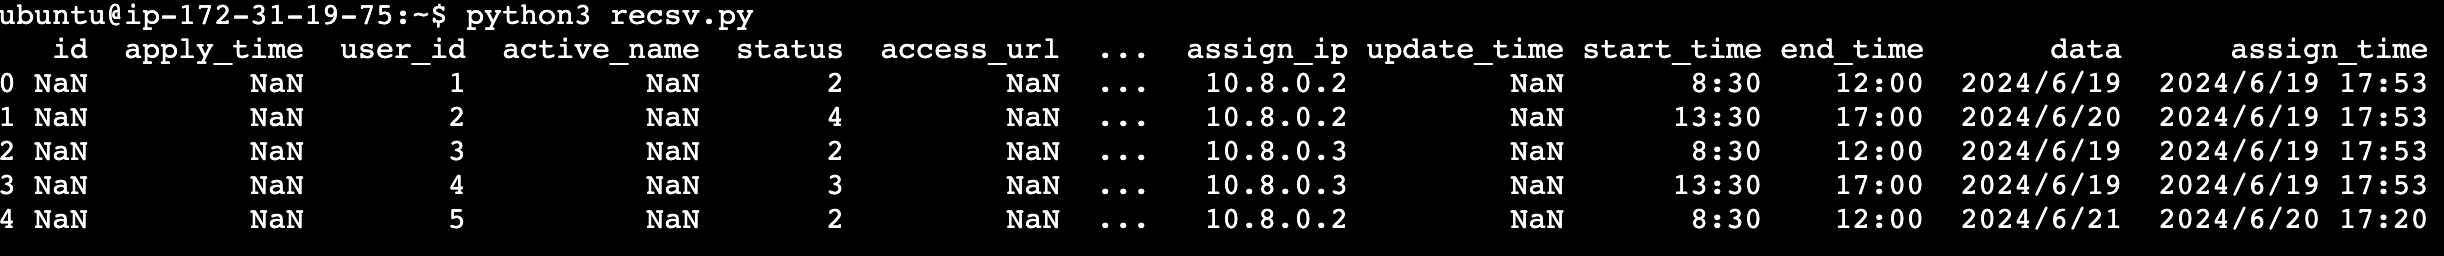 ubuntu@ip-172-31-19-75:~$ python3 recsv.py
id apply_time user_id active_name status access_url ... assign_ip update_time start_time end_time data assign_time
0 NaN NaN 1 NaN 2 NaN ... 10.8.0.2 NaN 8:30 12:00 2024/6/19 2024/6/19 17:53
1 NaN NaN 2 NaN 4 NaN ... 10.8.0.2 NaN 13:30 17:00 2024/6/20 2024/6/19 17:53
2 NaN NaN 3 NaN 2 NaN ... 10.8.0.3 NaN 8:30 12:00 2024/6/19 2024/6/19 17:53
3 NaN NaN 4 NaN 3 NaN ... 10.8.0.3 NaN 13:30 17:00 2024/6/19 2024/6/19 17:53
4 NaN NaN 5 NaN 2 NaN ... 10.8.0.2 NaN 8:30 12:00 2024/6/21 2024/6/20 17:20